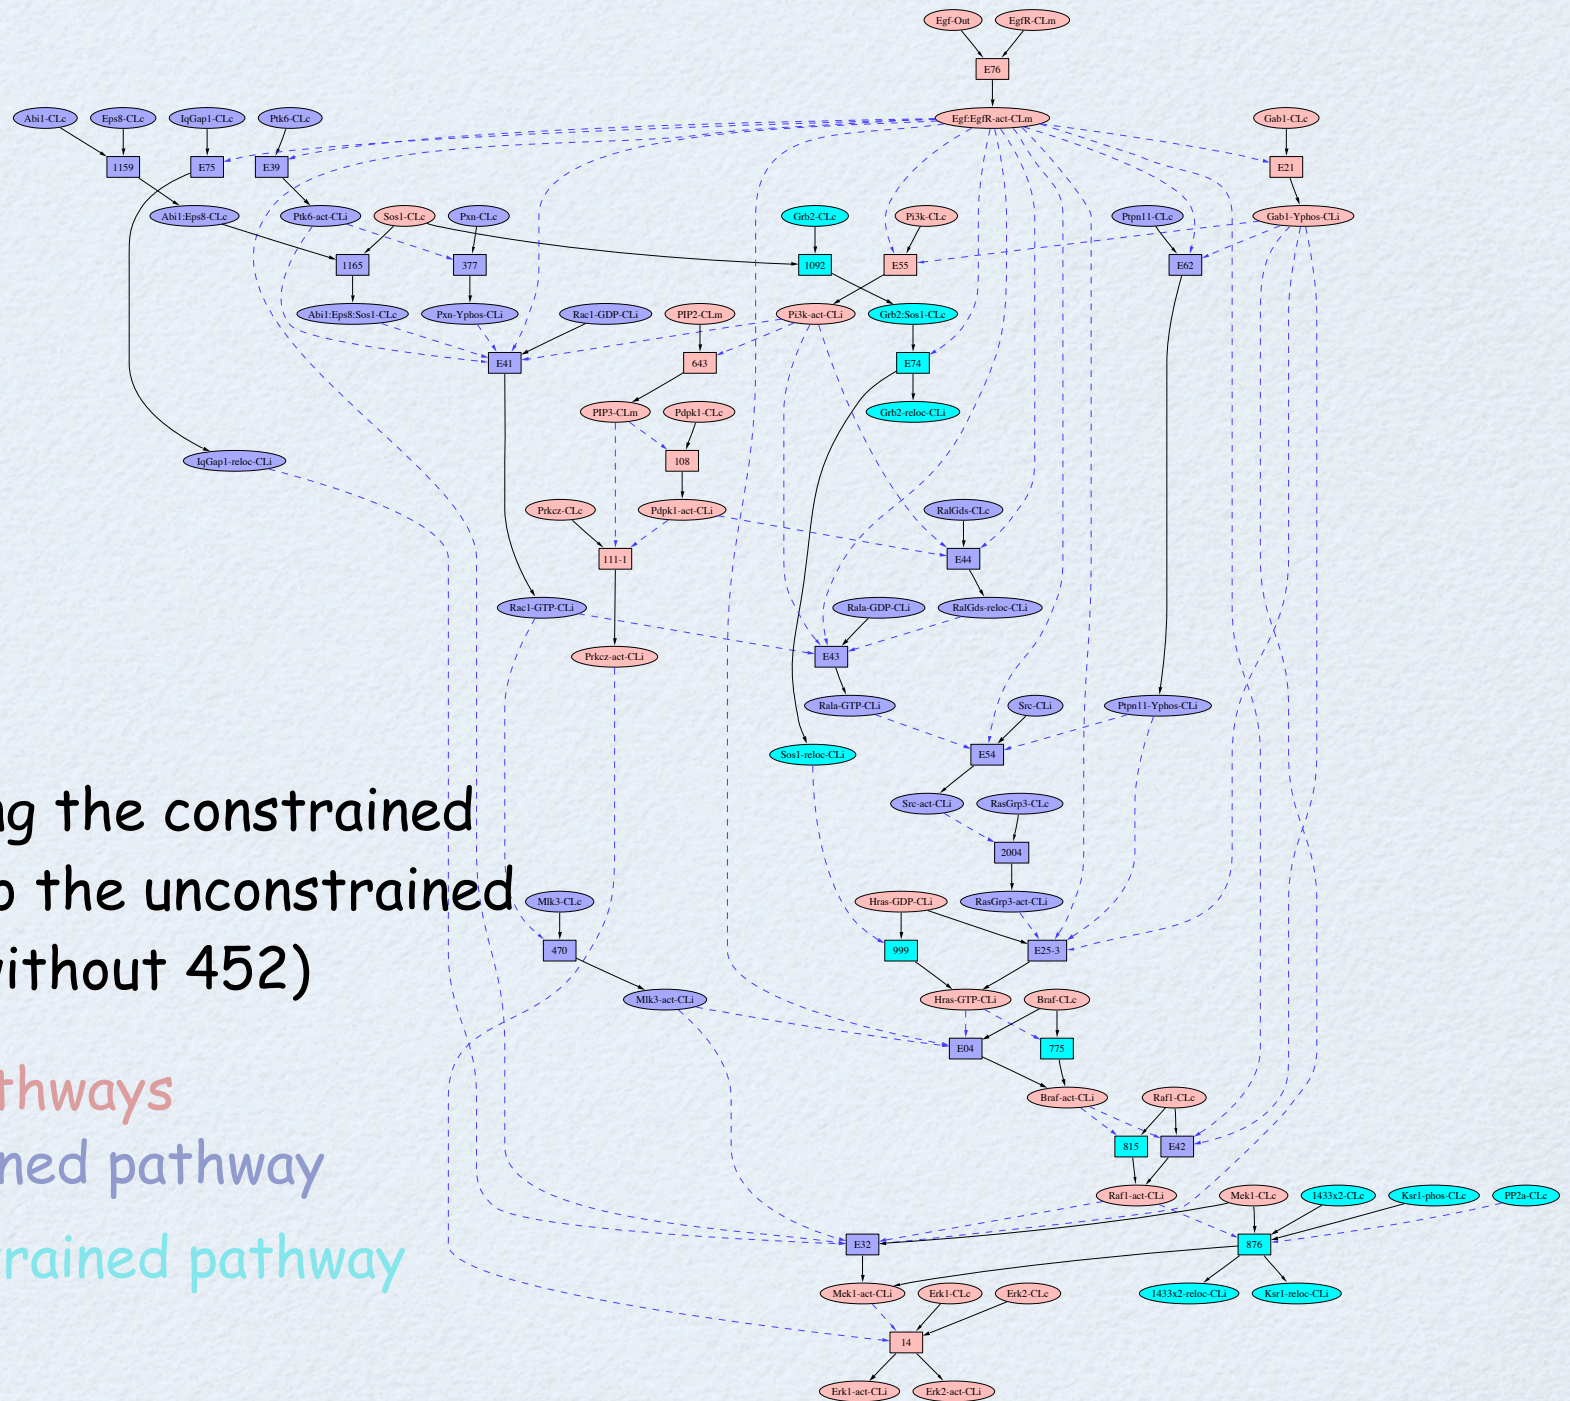 Egf-Out EgfR-CLm
E76
Abi1-CLc Eps8-CLc IqGap1-CLc Ptk6-CLc Egf:EgfR-act-CLm Gab1-CLc
1159 E75 E39 E21
Abi1:Eps8-CLc Ptk6-act-CLi Sos1-CLc Pxn-CLc Grb2-CLc Pi3k-CLc Ptpn11-CLc Gab1-Yphos-CLi
1165 377 1092 E55 E62
Abi1:Eps8:Sos1-CLc Pxn-Yphos-CLi Rac1-GDP-CLi PIP2-CLm Pi3k-act-CLi Grb2:Sos1-CLc
E41 643 E74
PIP3-CLm Pdpk1-CLc Grb2-reloc-CLi
IqGap1-reloc-CLi 108
Prkcz-CLc Pdpk1-act-CLi RalGds-CLc
111-1 E44
Rac1-GTP-CLi Rala-GDP-CLi RalGds-reloc-CLi
Prkcz-act-CLi E43
Rala-GTP-CLi Src-CLi Ptpn11-Yphos-CLi
Sos1-reloc-CLi E54
ng the constrained
Src-act-CLi RasGrp3-CLc
2004
o the unconstrained
Mlk3-CLc Hras-GDP-CLi RasGrp3-act-CLi
470 999 E25-3
without 452)
Mlk3-act-CLi Hras-GTP-CLi Braf-CLc
E04 775
thways
Braf-act-CLi Raf1-CLc
815 E42
ned pathway
Raf1-act-CLi Mek1-CLc 1433x2-CLc Ksr1-phos-CLc PP2a-CLc
E32 876
rained pathway
Mek1-act-CLi Erk1-CLc Erk2-CLc 1433x2-reloc-CLi Ksr1-reloc-CLi
14
Erk1-act-CLi Erk2-act-CLi